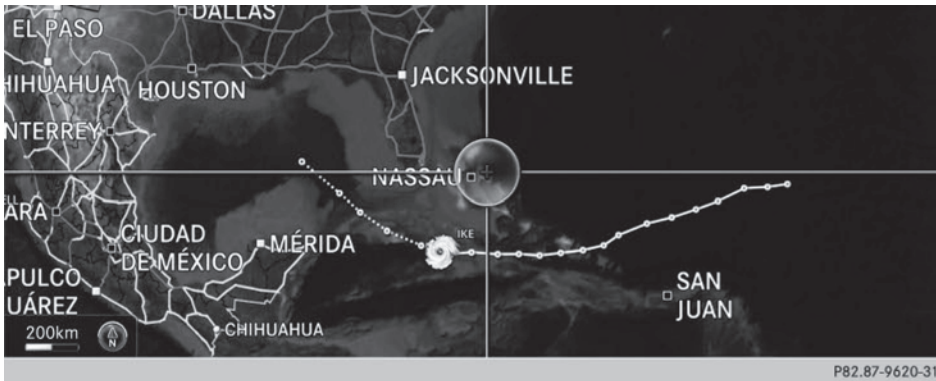 DALLAS
EL PASO
HIHUAHUA
HOUSTON
JACKSONVILLE
NTERREY
NASSAU
ARA
IKE
CIUDAD
DE MÉXICO
MÉRIDA
PULCO
UÁREZ
SAN
JUAN
CHIHUAHUA
200km
N
P82.87-9620-31